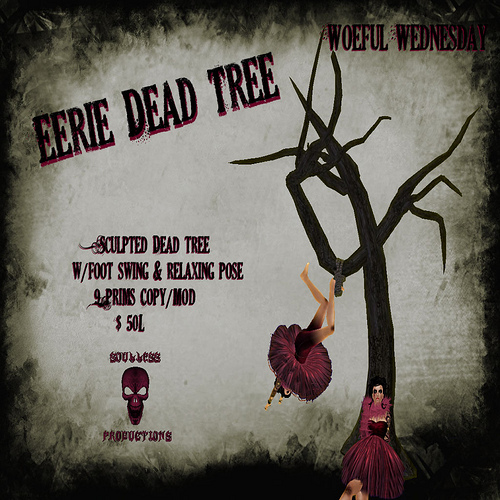 Woeful Wednesday
Eerie Dead Tree
Sculpted Dead tree
w/foot swing & relaxing pose
9 prims copy/mod
$ 50L
Soulless
Productions